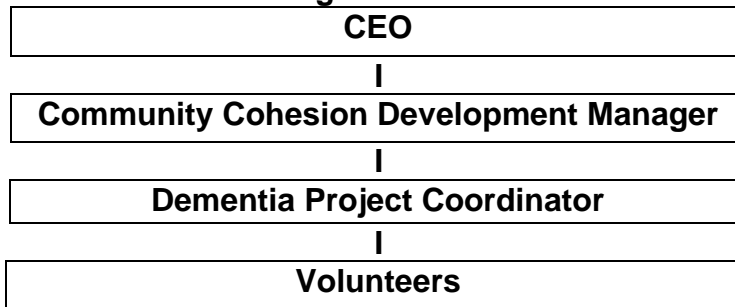 CEO
I
Community Cohesion Development Manager
I
Dementia Project Coordinator
I
Volunteers